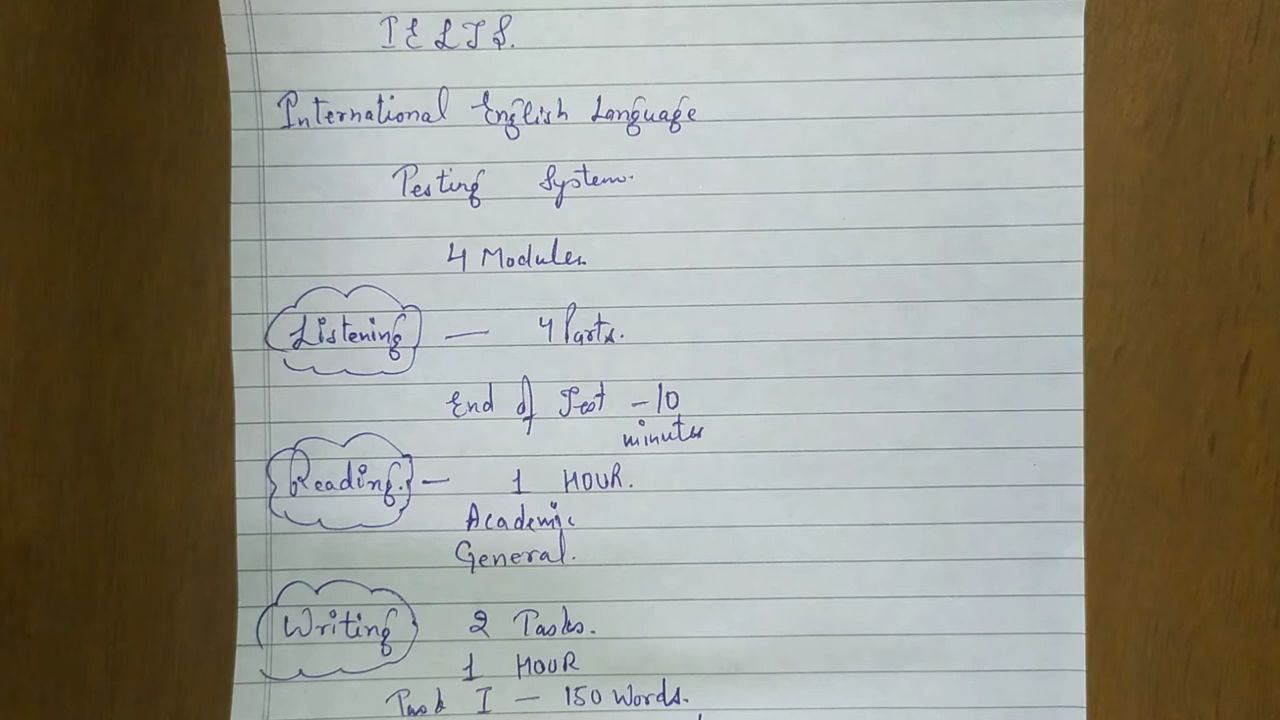 IELTS.
International English Language
Testing System.
4 Modules.
Listening — 4 Parts.
End of Test - 10
minutes
Reading. — 1 HOUR.
Academic
General.
Writing 2 Tasks.
1 HOUR
Task I — 150 Words.